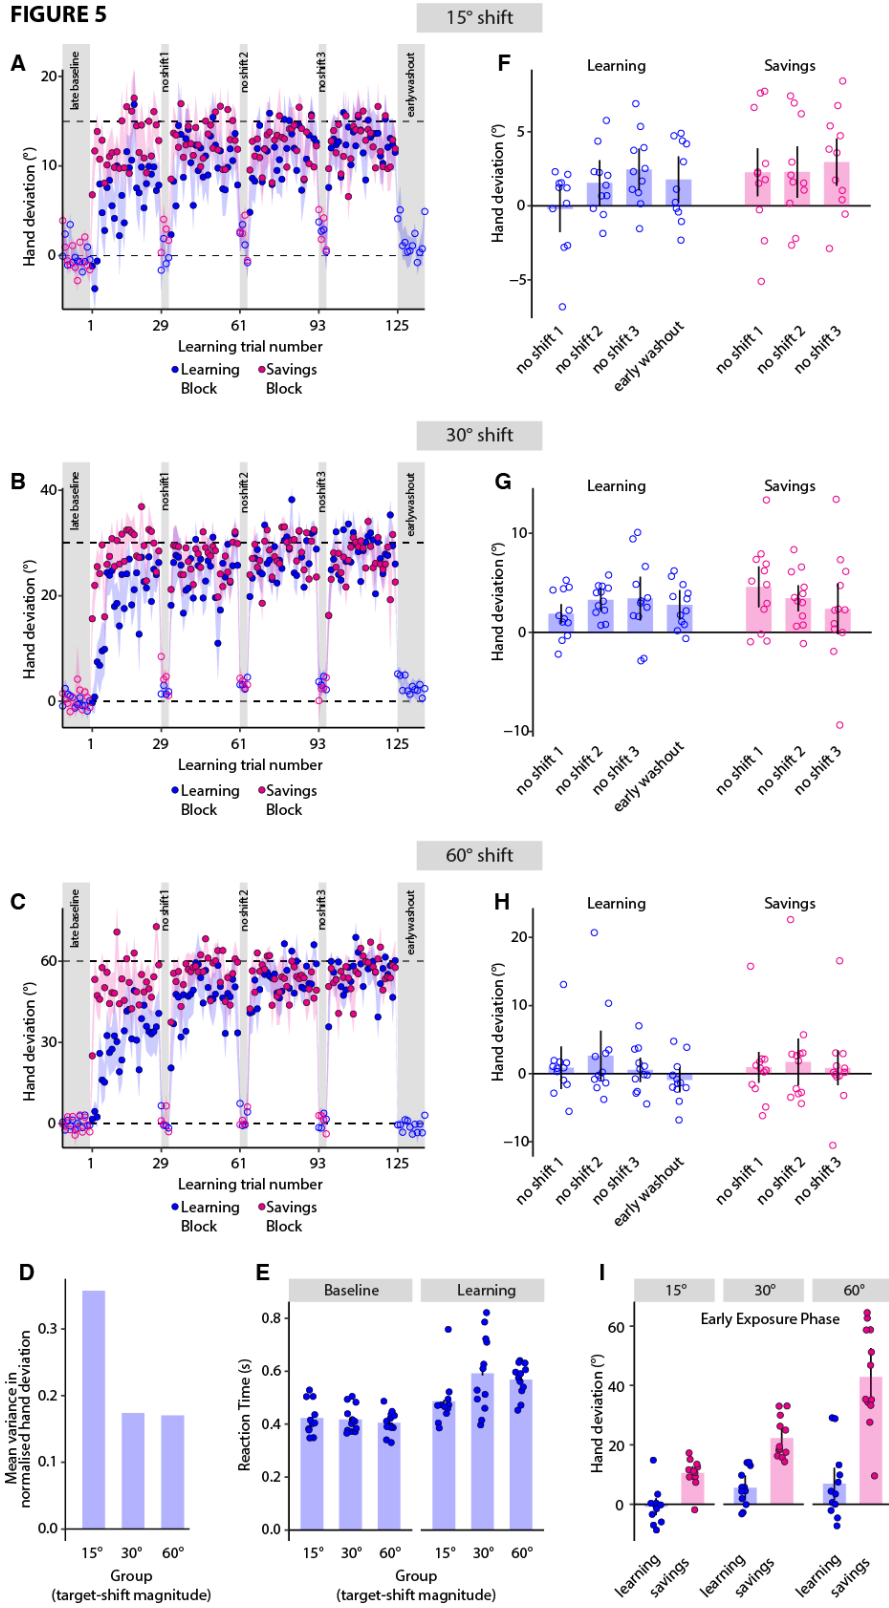 FIGURE 5
15° shift
A
late baseline
no shift 1
no shift 2
no shift 3
early washout
20
10
0
Hand deviation (°)
1 29 61 93 125
Learning trial number
Learning Block
Savings Block
F
Learning Savings
5
0
−5
Hand deviation (°)
no shift 1
no shift 2
no shift 3
early washout
no shift 1
no shift 2
no shift 3
30° shift
B
late baseline
no shift 1
no shift 2
no shift 3
early washout
40
20
0
Hand deviation (°)
1 29 61 93 125
Learning trial number
Learning Block
Savings Block
G
Learning Savings
10
0
−10
Hand deviation (°)
no shift 1
no shift 2
no shift 3
early washout
no shift 1
no shift 2
no shift 3
60° shift
C
late baseline
no shift 1
no shift 2
no shift 3
early washout
60
30
0
Hand deviation (°)
1 29 61 93 125
Learning trial number
Learning Block
Savings Block
H
Learning Savings
20
10
0
−10
Hand deviation (°)
no shift 1
no shift 2
no shift 3
early washout
no shift 1
no shift 2
no shift 3
D
0.3
0.2
0.1
0.0
Mean variance in
normalised hand deviation
15° 30° 60°
Group
(target-shift magnitude)
E
Baseline Learning
0.8
0.6
0.4
0.2
0.0
Reaction Time (s)
15° 30° 60° 15° 30° 60°
Group
(target-shift magnitude)
I
15° 30° 60°
Early Exposure Phase
60
40
20
0
Hand deviation (°)
learning
savings
learning
savings
learning
savings